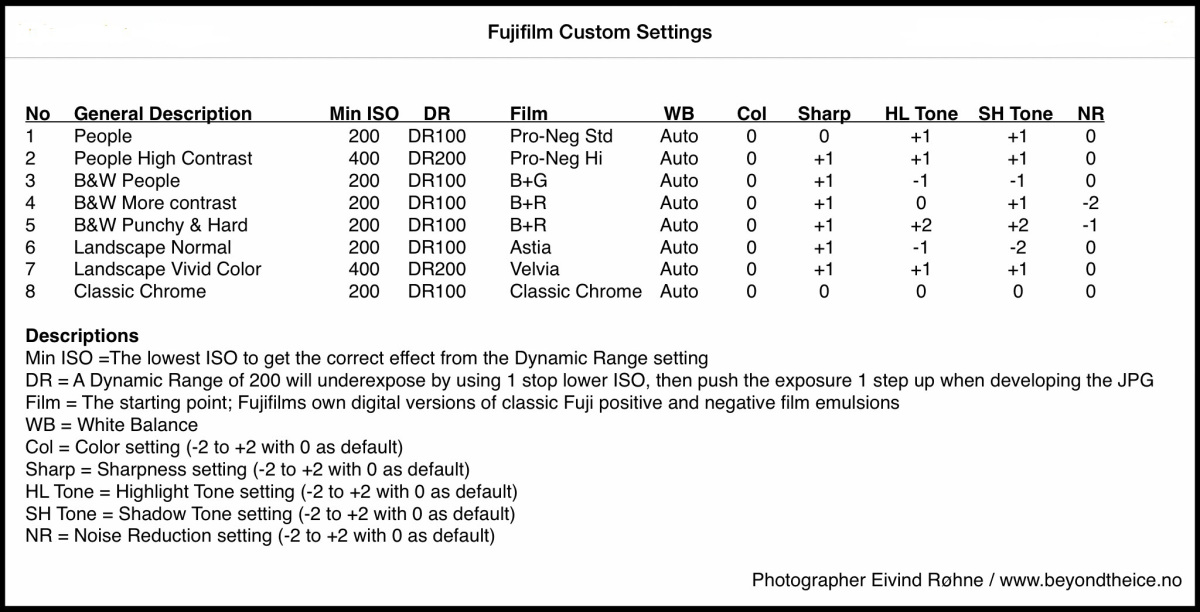 Fujifilm Custom Settings
No General Description Min ISO DR Film WB Col Sharp HL Tone SH Tone NR
1 People 200 DR100 Pro-Neg Std Auto 0 0 +1 +1 0
2 People High Contrast 400 DR200 Pro-Neg Hi Auto 0 +1 +1 +1 0
3 B&W People 200 DR100 B+G Auto 0 +1 -1 -1 0
4 B&W More contrast 200 DR100 B+R Auto 0 +1 0 +1 -2
5 B&W Punchy & Hard 200 DR100 B+R Auto 0 +1 +2 +2 -1
6 Landscape Normal 200 DR100 Astia Auto 0 +1 -1 -2 0
7 Landscape Vivid Color 400 DR200 Velvia Auto 0 +1 +1 +1 0
8 Classic Chrome 200 DR100 Classic Chrome Auto 0 0 0 0 0
Descriptions
Min ISO =The lowest ISO to get the correct effect from the Dynamic Range setting
DR = A Dynamic Range of 200 will underexpose by using 1 stop lower ISO, then push the exposure 1 step up when developing the JPG
Film = The starting point; Fujifilms own digital versions of classic Fuji positive and negative film emulsions
WB = White Balance
Col = Color setting (-2 to +2 with 0 as default)
Sharp = Sharpness setting (-2 to +2 with 0 as default)
HL Tone = Highlight Tone setting (-2 to +2 with 0 as default)
SH Tone = Shadow Tone setting (-2 to +2 with 0 as default)
NR = Noise Reduction setting (-2 to +2 with 0 as default)
Photographer Eivind Røhne / www.beyondtheice.no